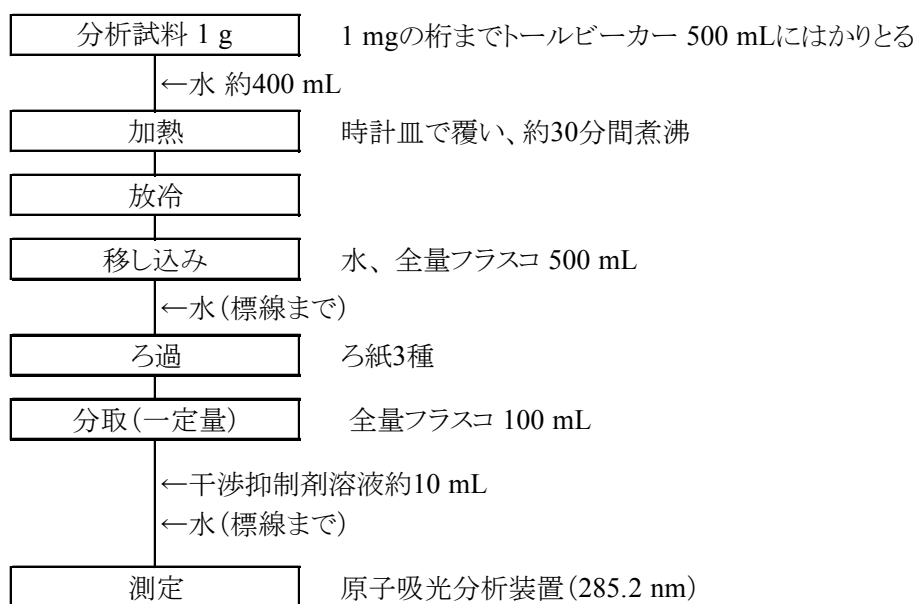 分析試料 1 g 1 mgの桁までトールビーカー 500 mLにはかりとる
←水 約400 mL
加熱 時計皿で覆い、約30分間煮沸
放冷
移し込み 水、全量フラスコ 500 mL
←水（標線まで）
ろ過 ろ紙3種
分取（一定量） 全量フラスコ 100 mL
←干渉抑制剤溶液約10 mL
←水（標線まで）
測定 原子吸光分析装置（285.2 nm）